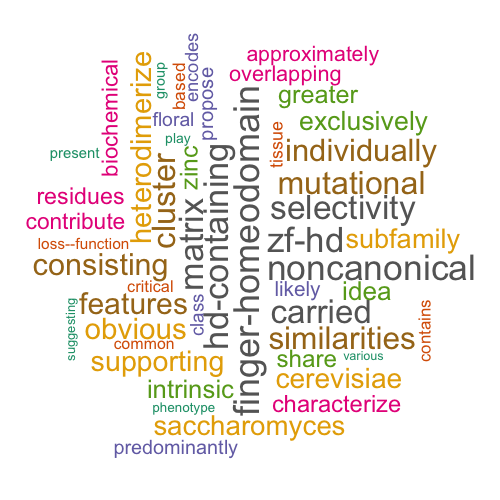 approximately
overlapping
greater
exclusively
individually
mutational
selectivity
zf-hd
subfamily
noncanonical
likely
idea
carried
similarities
share
various
cerevisiae
characterize
saccharomyces
predominantly
phenotype
intrinsic
supporting
common
obvious
features
critical
consisting
loss--function
contribute
residues
present
biochemical
heterodimerize
group
based
encodes
propose
floral
play
zinc
cluster
matrix
hd-containing
finger-homeodomain
tissue
class
suggesting
contains